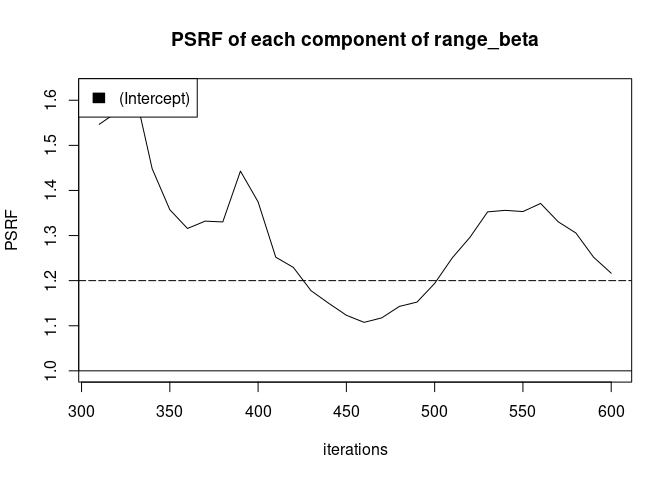 PSRF of each component of range_beta
(Intercept)
PSRF
1.6
1.5
1.4
1.3
1.2
1.1
1.0
300 350 400 450 500 550 600
iterations